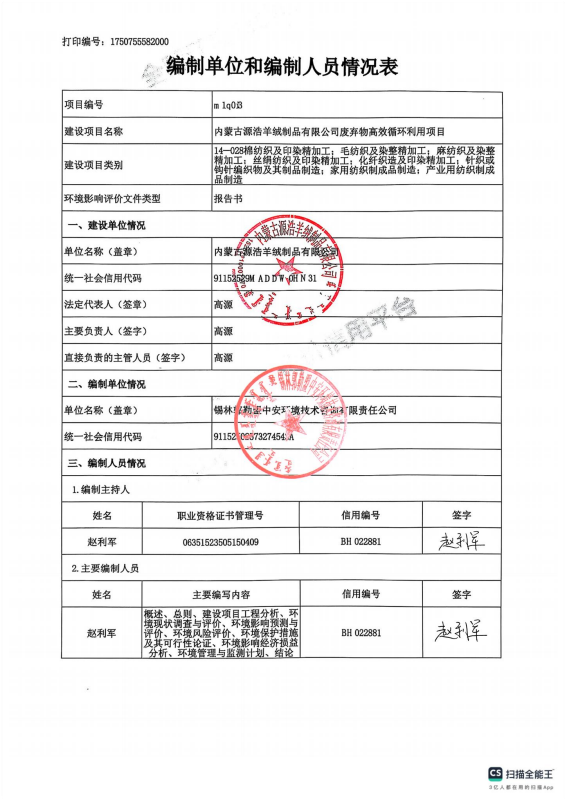 打印编号：1750755582000
编制单位和编制人员情况表
项目编号 m1q0i3
建设项目名称 内蒙古源浩羊绒制品有限公司废弃物高效循环利用项目
建设项目类别 14—028棉纺织及印染精加工；毛纺织及染整精加工；麻纺织及染整
精加工；丝绢纺织及印染精加工；化纤织造及印染精加工；针织或
钩针编织物及其制品制造；家用纺织制成品制造；产业用纺织制成
品制造
环境影响评价文件类型 报告书
一、建设单位情况
单位名称（盖章） 内蒙古源浩羊绒制品有限公司
统一社会信用代码
法定代表人（签章） 高源
主要负责人（签字） 高源
直接负责的主管人员（签字） 高源
二、编制单位情况
单位名称（盖章） 锡林郭勒盟中安环境技术咨询有限责任公司
统一社会信用代码
三、编制人员情况
1.编制主持人
姓名 职业资格证书管理号 信用编号 签字
赵利军 06351523505150409 BH 022881 赵利军
2.主要编制人员
姓名 主要编写内容 信用编号 签字
赵利军 概述、总则、建设项目工程分析、环
境现状调查与评价、环境影响预测与
评价、环境风险评价、环境保护措施
及其可行性论证、环境影响经济损益
分析、环境管理与监测计划、结论 BH 022881 赵利军
信用平台
CS 扫描全能王
3亿人都在用的扫描App